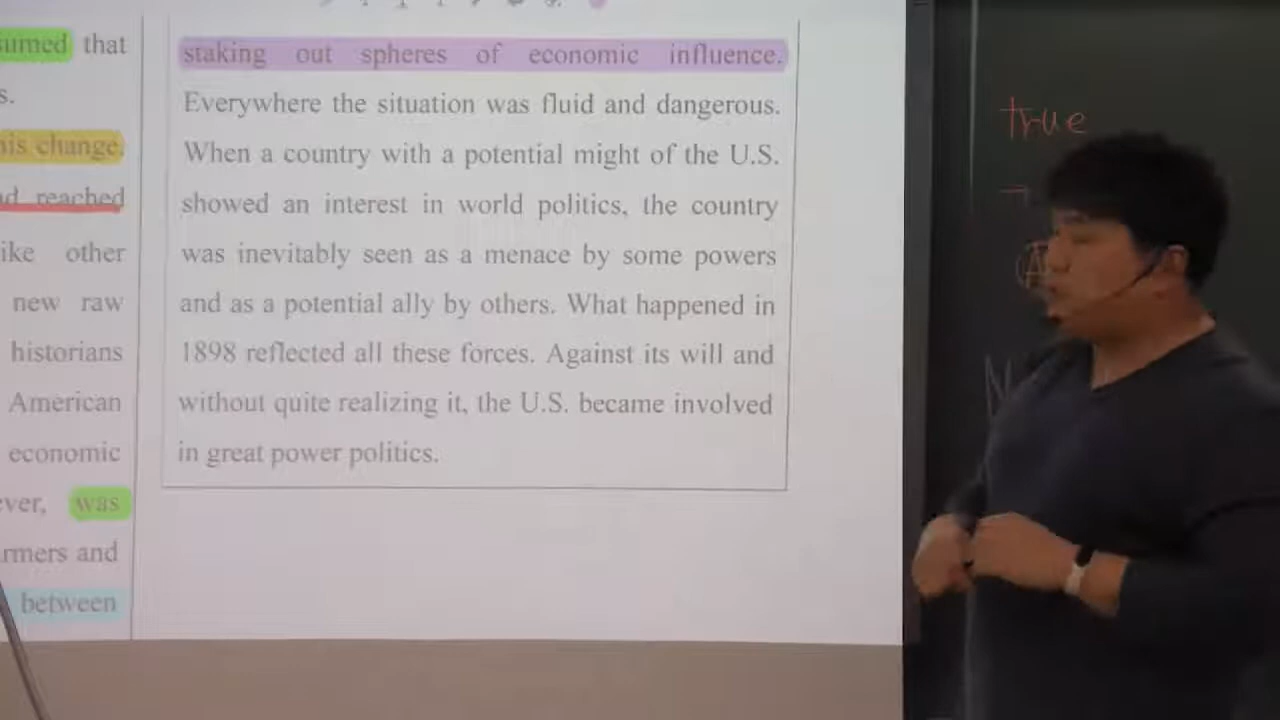 sumed that
s.
his change,
d reached
ike other
new raw
historians
American
economic
ever, was
rmers and
between
staking out spheres of economic influence.
Everywhere the situation was fluid and dangerous.
When a country with a potential might of the U.S.
showed an interest in world politics, the country
was inevitably seen as a menace by some powers
and as a potential ally by others. What happened in
1898 reflected all these forces. Against its will and
without quite realizing it, the U.S. became involved
in great power politics.
true